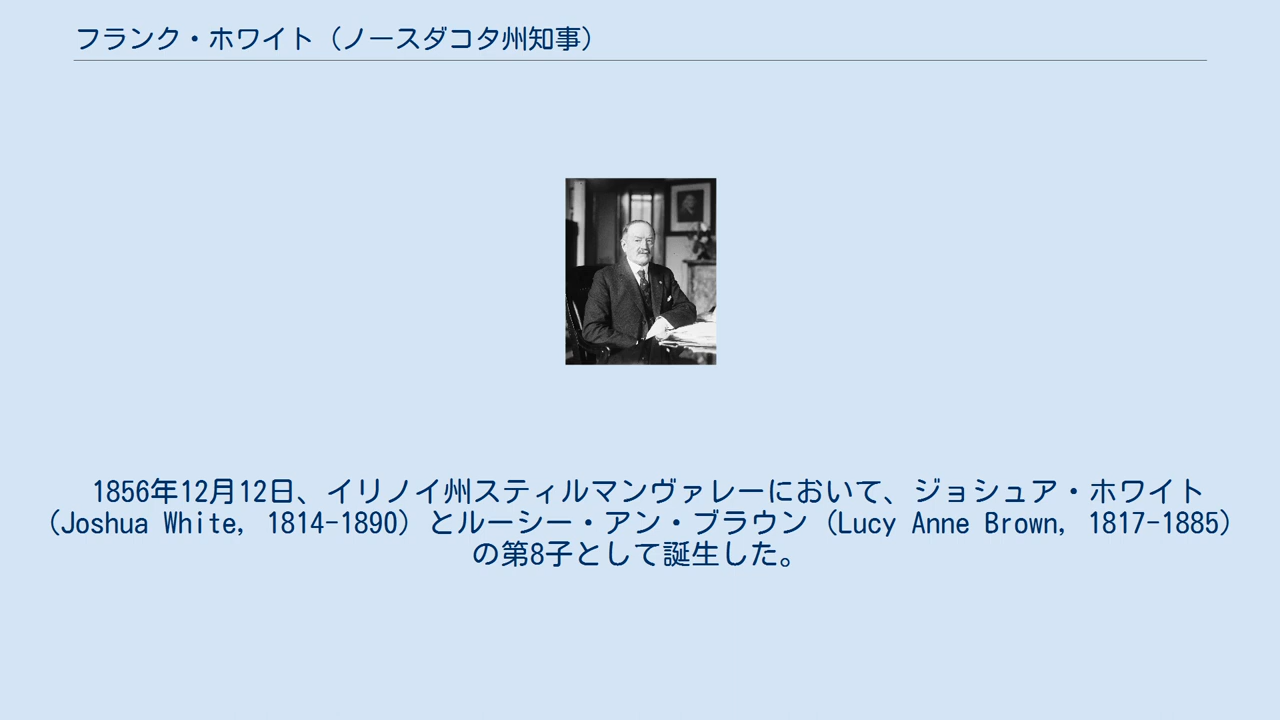 フランク・ホワイト（ノースダコタ州知事）
1856年12月12日、イリノイ州スティルマンヴァレーにおいて、ジョシュア・ホワイト
（Joshua White, 1814-1890）とルーシー・アン・ブラウン（Lucy Anne Brown, 1817-1885）
の第8子として誕生した。